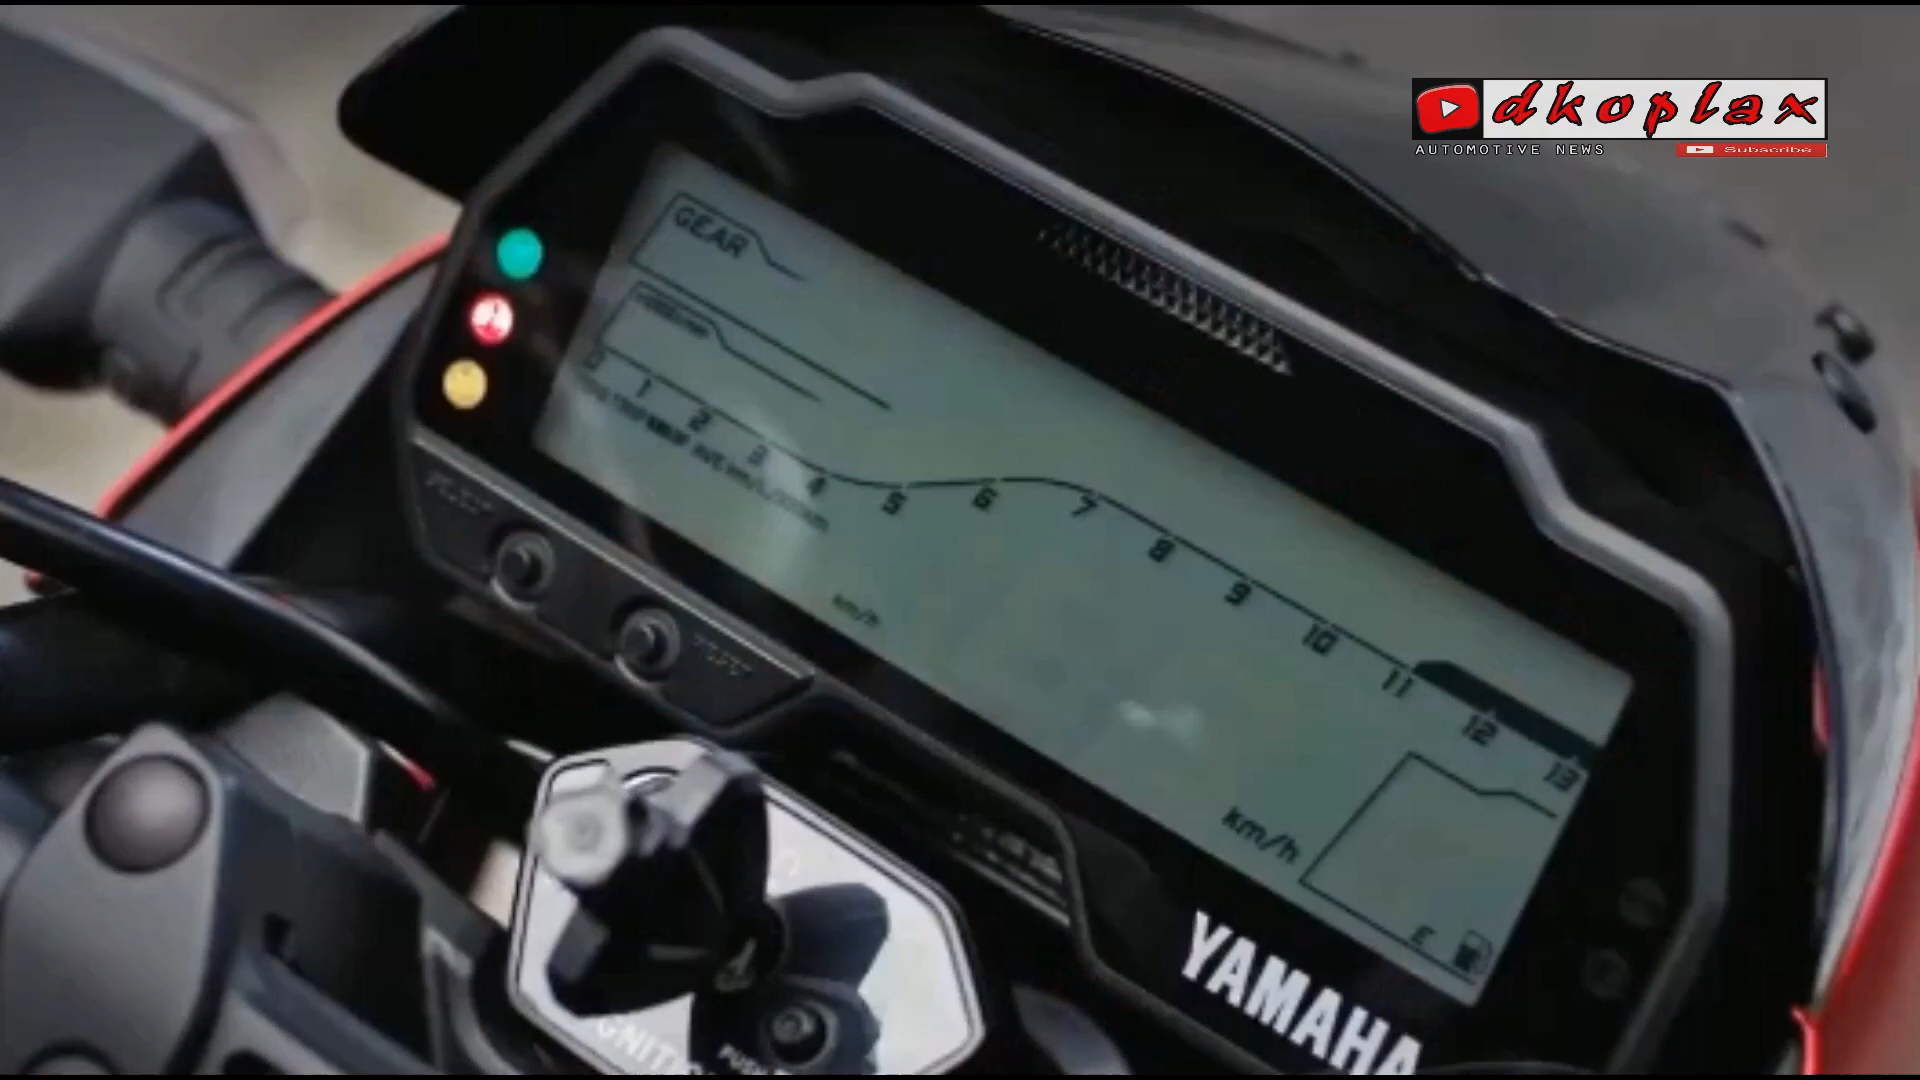 dkoplax
AUTOMOTIVE NEWS
Subscribe
GEAR
0 1 2 3 4 5 6 7 8 9 10 11 12 13
km/h
km/h
E
YAMAHA
PUSH